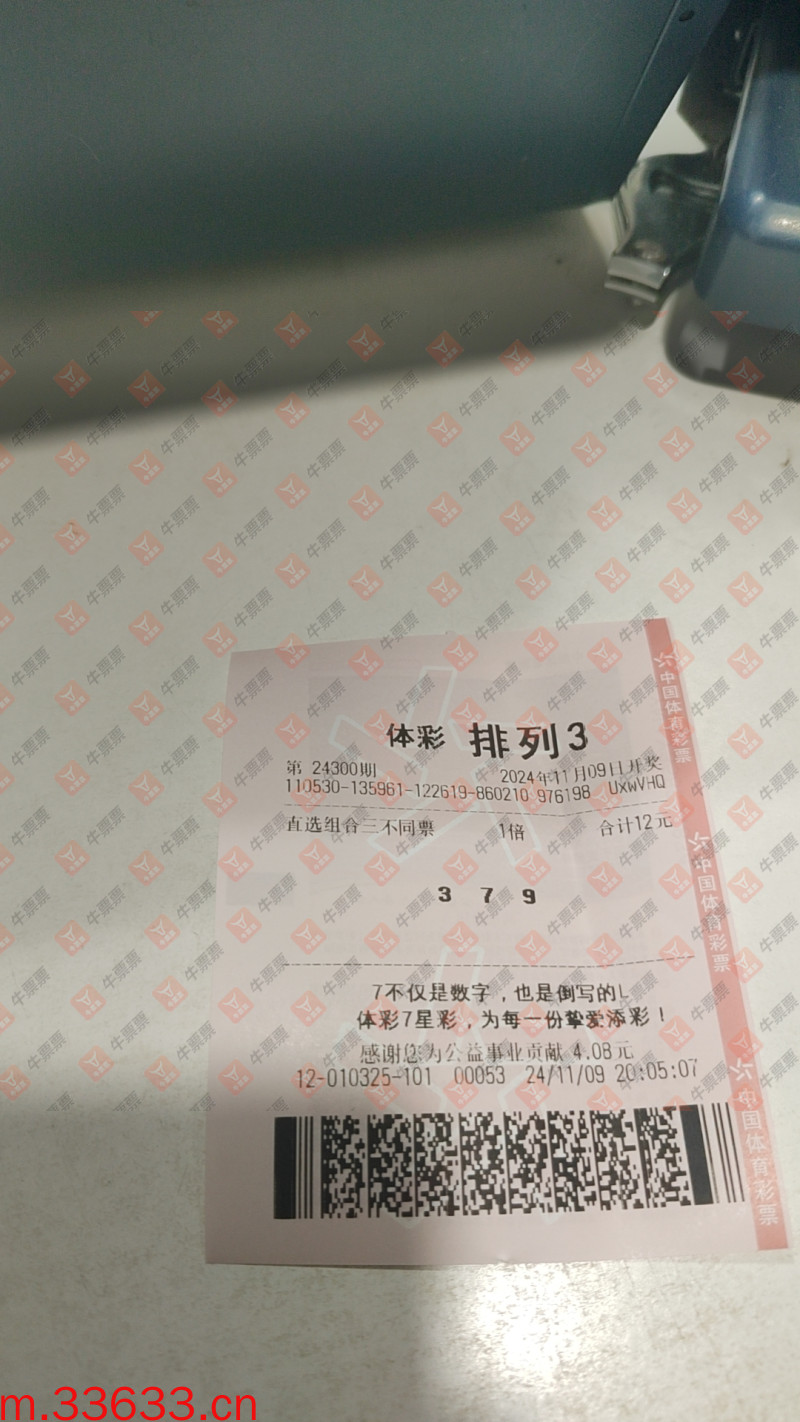 体彩 排列3
第 24300期 2024年11月09日开奖
110530-135961-122619-860210 976198 UxwVHQ
直选组合三不同票 1倍 合计12元
3 7 9
7不仅是数字，也是倒写的L
体彩7星彩，为每一份挚爱添彩！
感谢您为公益事业贡献 4.08元
12-010325-101 00053 24/11/09 20:05:07
中国体育彩票
中国体育彩票
中国体育彩票
牛票票
m.33633.cn